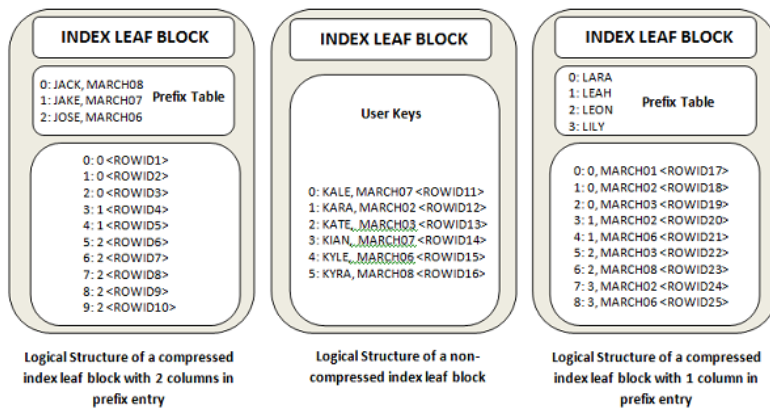 INDEX LEAF BLOCK
0: JACK, MARCH08
1: JAKE, MARCH07
2: JOSE, MARCH06
Prefix Table
0: 0 <ROWID1>
1: 0 <ROWID2>
2: 0 <ROWID3>
3: 1 <ROWID4>
4: 1 <ROWID5>
5: 2 <ROWID6>
6: 2 <ROWID7>
7: 2 <ROWID8>
8: 2 <ROWID9>
9: 2 <ROWID10>
Logical Structure of a compressed
index leaf block with 2 columns in
prefix entry
INDEX LEAF BLOCK
User Keys
0: KALE, MARCH07 <ROWID11>
1: KARA, MARCH02 <ROWID12>
2: KATE, MARCH03 <ROWID13>
3: KIAN, MARCH07 <ROWID14>
4: KYLE, MARCH06 <ROWID15>
5: KYRA, MARCH08 <ROWID16>
Logical Structure of a non-
compressed index leaf block
INDEX LEAF BLOCK
0: LARA
1: LEAH
2: LEON
3: LILY
Prefix Table
0: 0, MARCH01 <ROWID17>
1: 0, MARCH02 <ROWID18>
2: 0, MARCH03 <ROWID19>
3: 1, MARCH02 <ROWID20>
4: 1, MARCH06 <ROWID21>
5: 2, MARCH03 <ROWID22>
6: 2, MARCH08 <ROWID23>
7: 3, MARCH02 <ROWID24>
8: 3, MARCH06 <ROWID25>
Logical Structure of a compressed
index leaf block with 1 column in
prefix entry